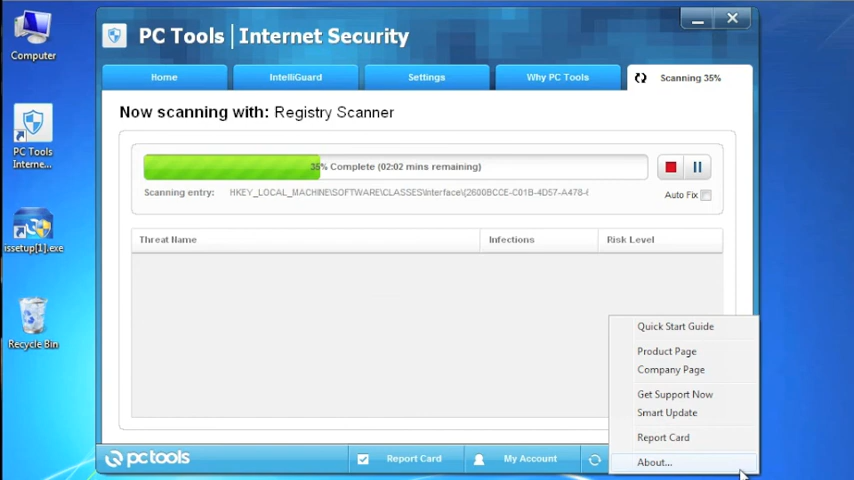 Computer
PC Tools
Interne...
issetup[1].exe
Recycle Bin
PC Tools | Internet Security
Home
IntelliGuard
Settings
Why PC Tools
Scanning 35%
Now scanning with: Registry Scanner
35% Complete (02:02 mins remaining)
Scanning entry: HKEY_LOCAL_MACHINE\SOFTWARE\CLASSES\Interface\{2600BCCE-C01B-4D57-A478-
Auto Fix
Threat Name
Infections
Risk Level
Quick Start Guide
Product Page
Company Page
Get Support Now
Smart Update
Report Card
About...
pctools
Report Card
My Account